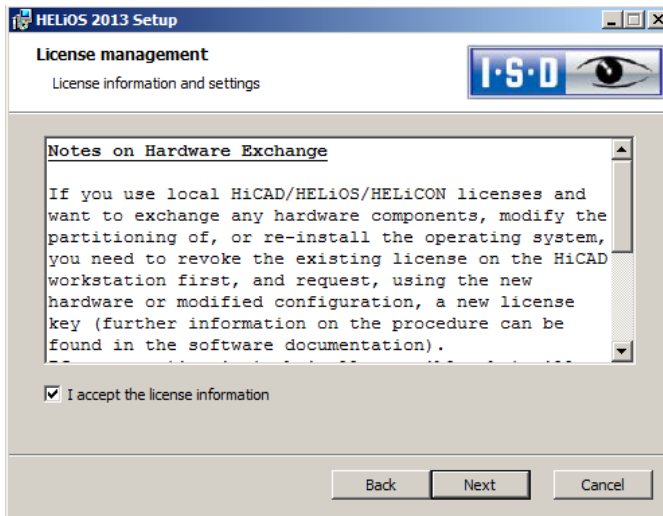 HELiOS 2013 Setup
License management
License information and settings
I·S·D
Notes on Hardware Exchange
If you use local HiCAD/HELiOS/HELiCON licenses and
want to exchange any hardware components, modify the
partitioning of, or re-install the operating system,
you need to revoke the existing license on the HiCAD
workstation first, and request, using the new
hardware or modified configuration, a new license
key (further information on the procedure can be
found in the software documentation).
I accept the license information
Back Next Cancel